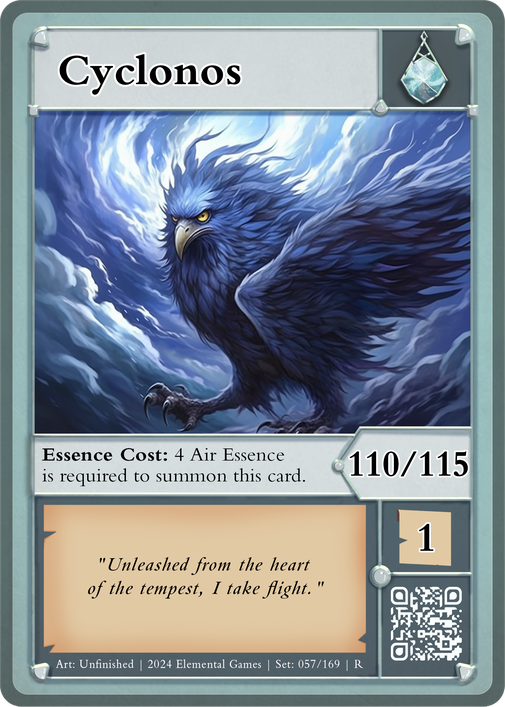 Cyclonos
Essence Cost: 4 Air Essence
is required to summon this card.
110/115
"Unleashed from the heart
of the tempest, I take flight."
1
Art: Unfinished | 2024 Elemental Games | Set: 057/169 | R